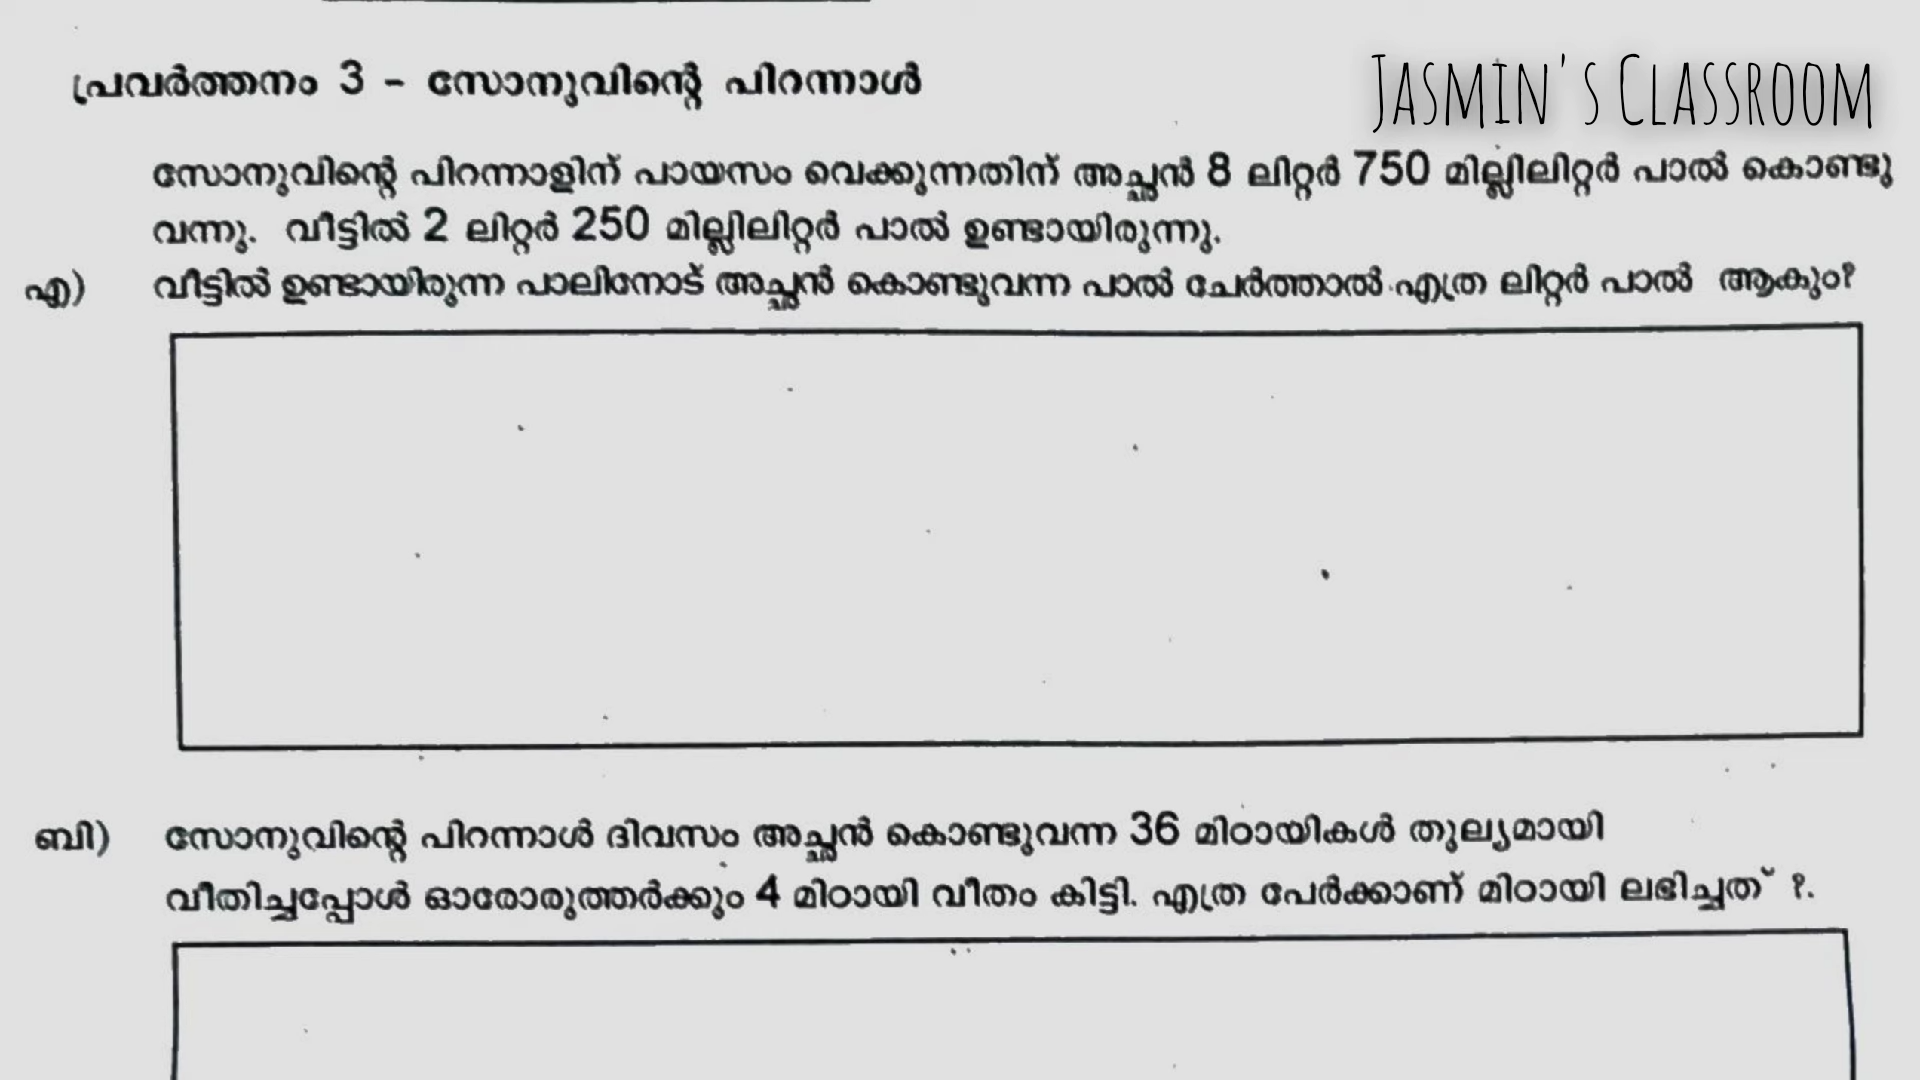 പ്രവർത്തനം 3 - സോനുവിന്റെ പിറന്നാൾ
JASMIN'S CLASSROOM
സോനുവിന്റെ പിറന്നാളിന് പായസം വെക്കുന്നതിന് അച്ഛൻ 8 ലിറ്റർ 750 മില്ലിലിറ്റർ പാൽ കൊണ്ടു
വന്നു. വീട്ടിൽ 2 ലിറ്റർ 250 മില്ലിലിറ്റർ പാൽ ഉണ്ടായിരുന്നു.
എ) വീട്ടിൽ ഉണ്ടായിരുന്ന പാലിനോട് അച്ഛൻ കൊണ്ടുവന്ന പാൽ ചേർത്താൽ എത്ര ലിറ്റർ പാൽ ആകും?
ബി) സോനുവിന്റെ പിറന്നാൾ ദിവസം അച്ഛൻ കൊണ്ടുവന്ന 36 മിഠായികൾ തുല്യമായി
വീതിച്ചപ്പോൾ ഓരോരുത്തർക്കും 4 മിഠായി വീതം കിട്ടി. എത്ര പേർക്കാണ് മിഠായി ലഭിച്ചത് ?.